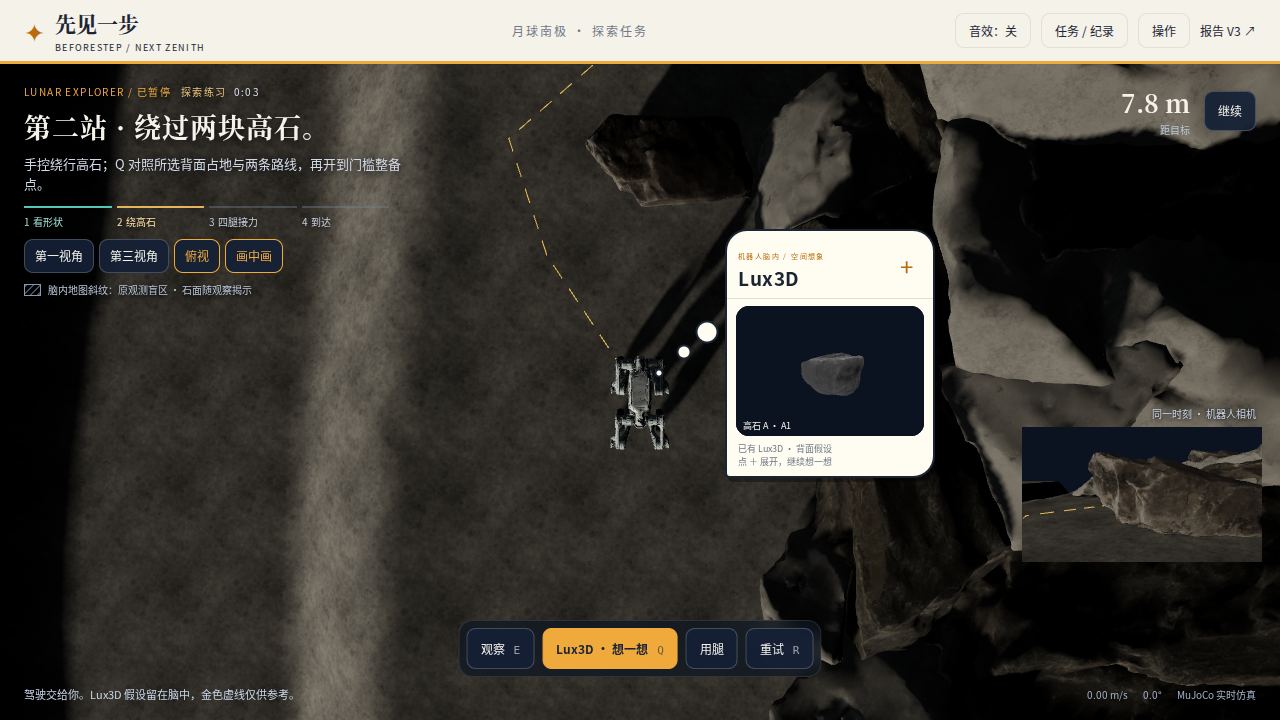 ✦ 先见一步
BEFORESTEP / NEXT ZENITH
月球南极 · 探索任务
音效：关
任务 / 纪录
操作
报告 V3 ↗
LUNAR EXPLORER / 已暂停 探索练习 0:03
第二站 · 绕过两块高石。
手控绕行高石；Q 对照所选背面占地与两条路线，再开到门槛整备
点。
1 看形状
2 绕高石
3 四腿接力
4 到达
第一视角
第三视角
俯视
画中画
脑内地图斜纹：原观测盲区 · 石面随观察揭示
7.8 m
距目标
继续
机器人脑内 / 空间想象
Lux3D
+
高石 A · A1
已有 Lux3D · 背面假设
点 ＋ 展开，继续想一想
同一时刻 · 机器人相机
观察 E
Lux3D · 想一想 Q
用腿
重试 R
驾驶交给你。Lux3D 假设留在脑中，金色虚线仅供参考。
0.00 m/s 0.0° MuJoCo 实时仿真